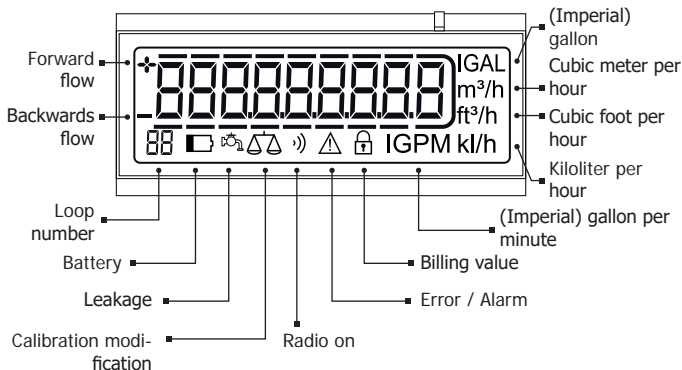 (Imperial)
gallon
Forward
flow
Cubic meter per
hour
Backwards
flow
Cubic foot per
hour
Kiloliter per
hour
+
888888888
IGAL
m³/h
ft³/h
–
88
IGPM kl/h
Loop
number
(Imperial) gallon per
minute
Battery
Billing value
Leakage
Error / Alarm
Calibration modi-
fication
Radio on